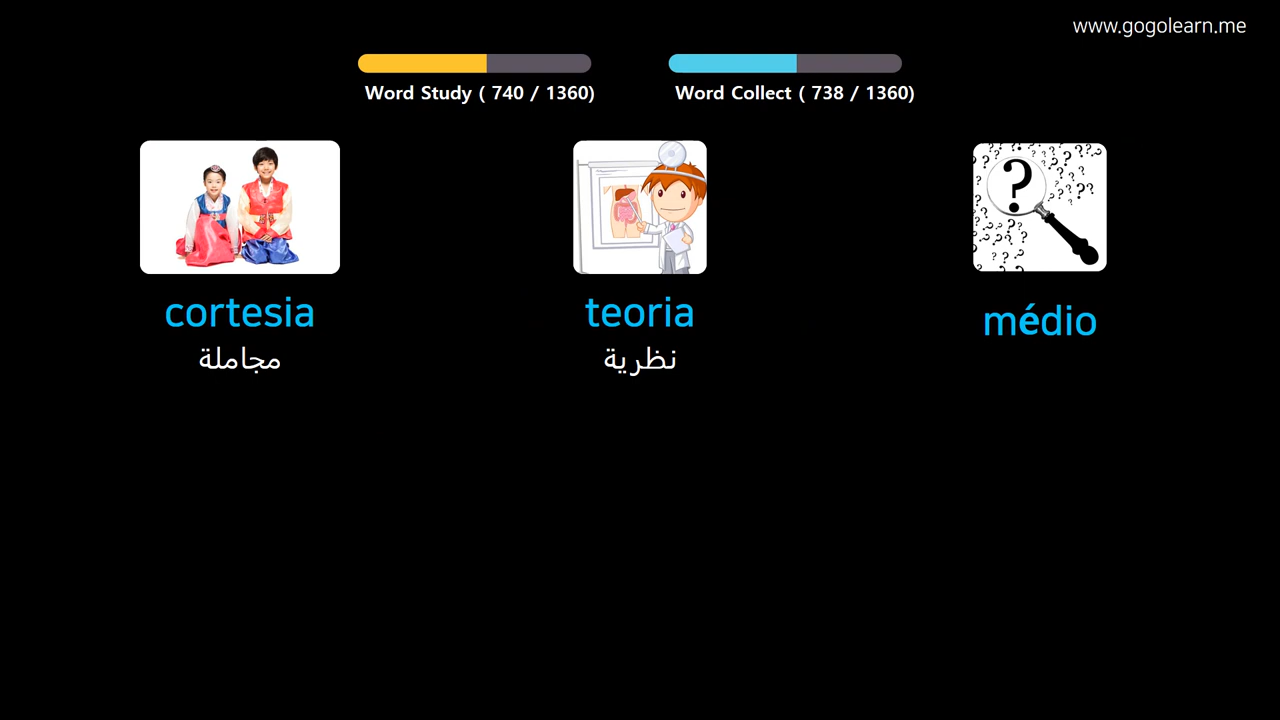 www.gogolearn.me
Word Study ( 740 / 1360)
Word Collect ( 738 / 1360)
cortesia
مجاملة
teoria
نظرية
médio